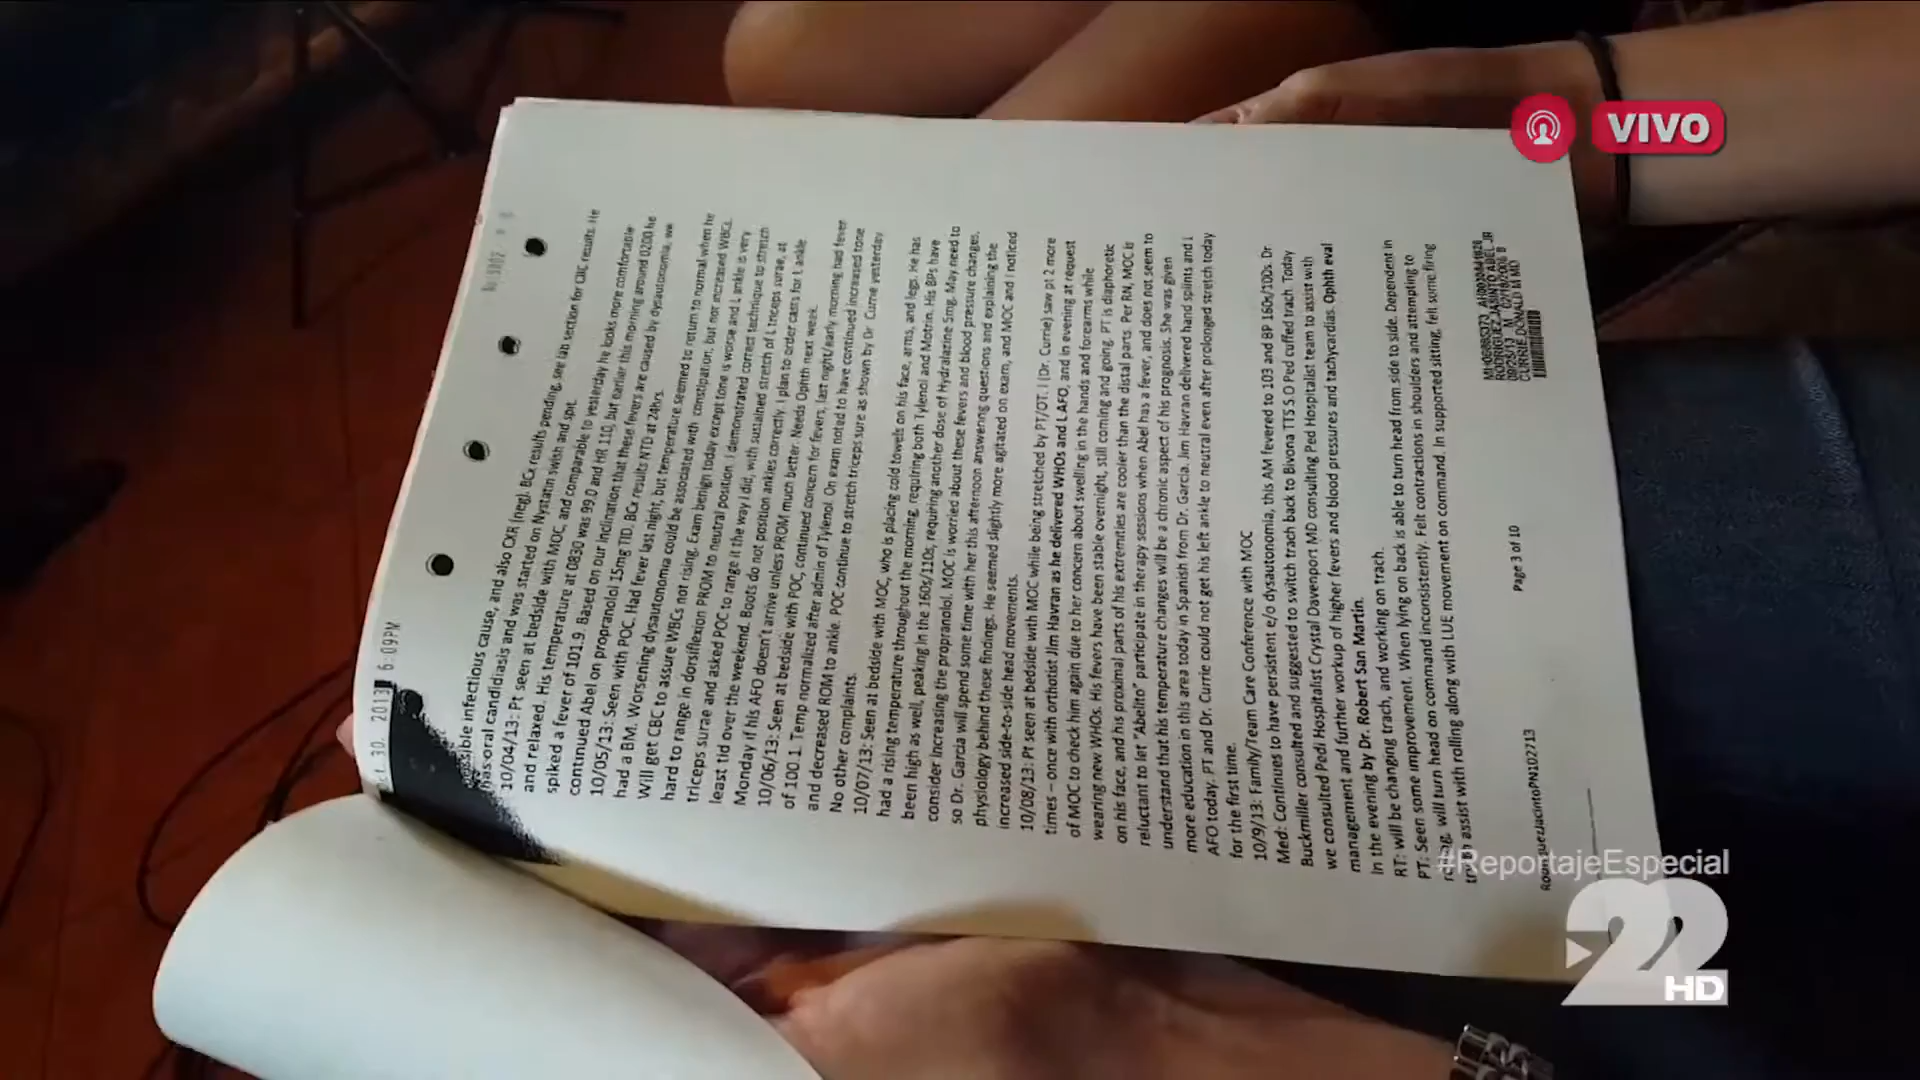 VIVO
Oct. 30. 2013 6:09PM
possible infectious cause, and also CXR (neg). BCx results pending, see lab section for CBC results. He
has oral candidiasis and was started on Nystatin swish and spit.
10/04/13: Pt seen at bedside with MOC, and comparable to yesterday he looks more comfortable
and relaxed. His temperature at 0830 was 99.0 and HR 110, but earlier this morning around 0200 he
spiked a fever of 101.9. Based on our inclination that these fevers are caused by dysautonomia, we
continued Abel on propranolol 15mg TID. BCx results NTD at 24hrs.
10/05/13: Seen with POC, Had fever last night, but temperature seemed to return to normal when he
had a BM. Worsening dysautonomia could be associated with constipation, but not increased WBCs.
Will get CBC to assure WBCs not rising. Exam benign today except tone is worse and L ankle is very
hard to range in dorsiflexion PROM to neutral position. I demonstrated correct technique to stretch
triceps surae and asked POC to range it the way I did, with sustained stretch of L triceps surae, at
least tid over the weekend. Boots do not position ankles correctly. I plan to order casts for L ankle
Monday if his AFO doesn't arrive unless PROM much better. Needs Ophth next week.
10/06/13: Seen at bedside with POC, continued concern for fevers, last night/early morning had fever
of 100.1. Temp normalized after admin of Tylenol. On exam noted to have continued increased tone
and decreased ROM to ankle. POC continue to stretch triceps sure as shown by Dr Currie yesterday
No other complaints.
10/07/13: Seen at bedside with MOC, who is placing cold towels on his face, arms, and legs. He has
had a rising temperature throughout the morning, requiring both Tylenol and Motrin. His BPs have
been high as well, peaking in the 160s/110s, requiring another dose of Hydralazine 5mg. May need to
consider increasing the propranolol. MOC is worried about these fevers and blood pressure changes,
so Dr. Garcia will spend some time with her this afternoon answering questions and explaining the
physiology behind these findings. He seemed slightly more agitated on exam, and MOC and I noticed
increased side-to-side head movements.
10/08/13: Pt seen at bedside with MOC while being stretched by PT/OT. I (Dr. Currie) saw pt 2 more
times – once with orthotist Jim Havran as he delivered WHOs and L AFO, and in evening at request
of MOC to check him again due to her concern about swelling in the hands and forearms while
wearing new WHOs. His fevers have been stable overnight, still coming and going. PT is diaphoretic
on his face, and his proximal parts of his extremities are cooler than the distal parts. Per RN, MOC is
reluctant to let "Abelito" participate in therapy sessions when Abel has a fever, and does not seem to
understand that his temperature changes will be a chronic aspect of his prognosis. She was given
more education in this area today in Spanish from Dr. Garcia. Jim Havran delivered hand splints and L
AFO today. PT and Dr. Currie could not get his left ankle to neutral even after prolonged stretch today
for the first time.
10/9/13: Family/Team Care Conference with MOC
Med: Continues to have persistent e/o dysautonomia, this AM fevered to 103 and BP 160s/100s. Dr
Buckmiller consulted and suggested to switch trach back to Bivona TTS 5.0 Ped cuffed trach. Today
we consulted Pedi Hospitalist Crystal Davenport MD consulting Ped Hospitalist team to assist with
management and further workup of higher fevers and blood pressures and tachycardias. Ophth eval
in the evening by Dr. Robert San Martin.
RT: will be changing trach, and working on trach.
PT: Seen some improvement. When lying on back is able to turn head from side to side. Dependent in
rolling, will turn head on command inconsistently. Felt contractions in shoulders and attempting to
try to assist with rolling along with LUE movement on command. In supported sitting, felt some firing
RodriguezJacintoPN102713
Page 3 of 10
RODRIGUEZ JASINTO ABEL JR
CURRIE DONALD M MD
#ReportajeEspecial
22
HD